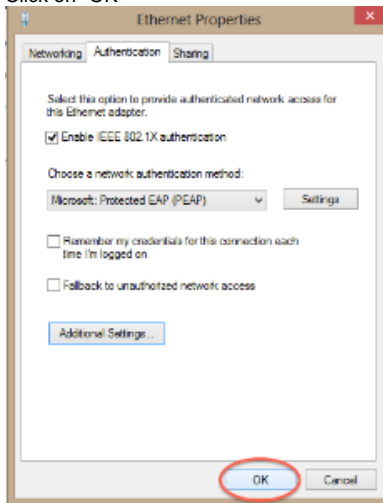 Click on "OK"
Ethernet Properties
Networking Authentication Sharing
Select this option to provide authenticated network access for
this Ethernet adapter.
Enable IEEE 802.1X authentication
Choose a network authentication method:
Microsoft: Protected EAP (PEAP) Settings
Remember my credentials for this connection each
time I'm logged on
Fallback to unauthorized network access
Additional Settings...
OK Cancel